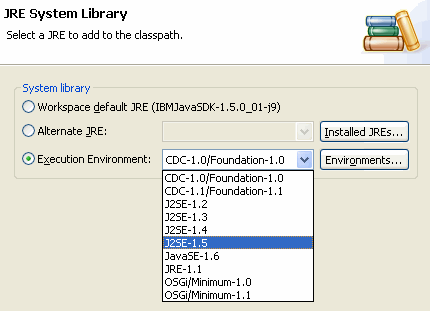 JRE System Library
Select a JRE to add to the classpath.
System library
Workspace default JRE (IBMJavaSDK-1.5.0_01-j9)
Alternate JRE:
Installed JREs...
Execution Environment:
CDC-1.0/Foundation-1.0
Environments...
CDC-1.0/Foundation-1.0
CDC-1.1/Foundation-1.1
J2SE-1.2
J2SE-1.3
J2SE-1.4
J2SE-1.5
JavaSE-1.6
JRE-1.1
OSGi/Minimum-1.0
OSGi/Minimum-1.1